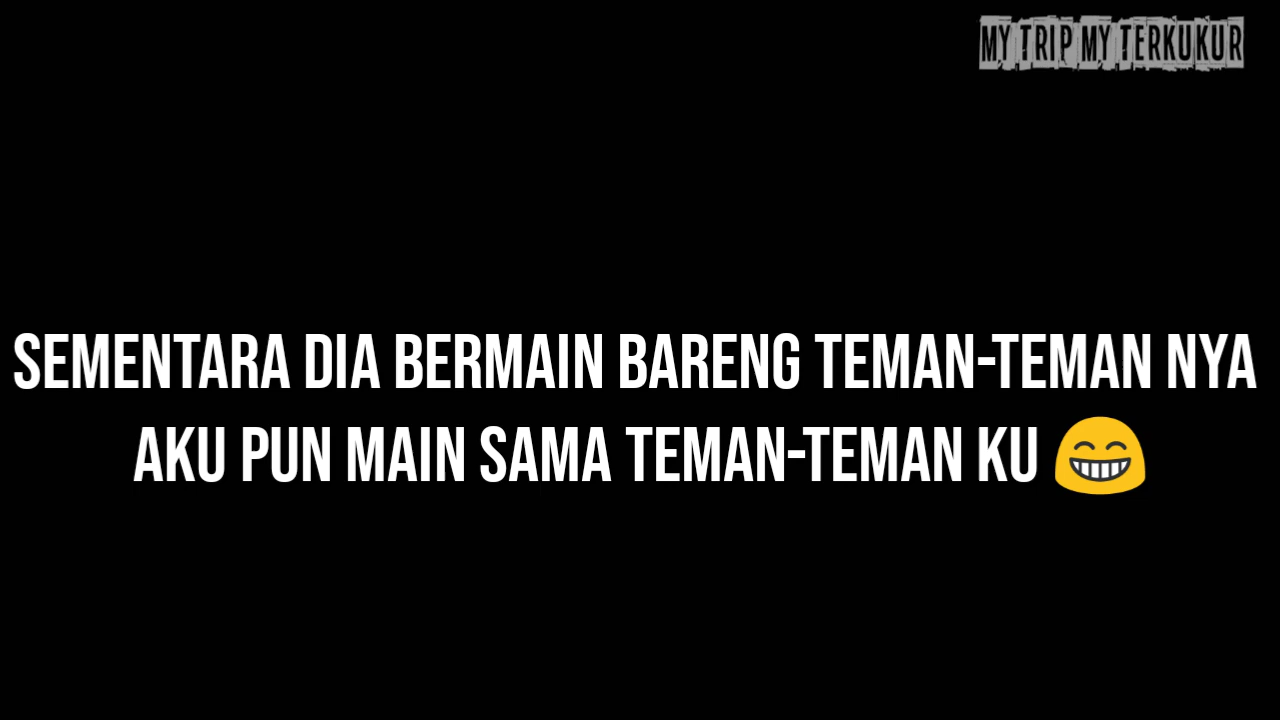 MY TRIP MY TERKUKUR
SEMENTARA DIA BERMAIN BARENG TEMAN-TEMAN NYA
AKU PUN MAIN SAMA TEMAN-TEMAN KU 😁